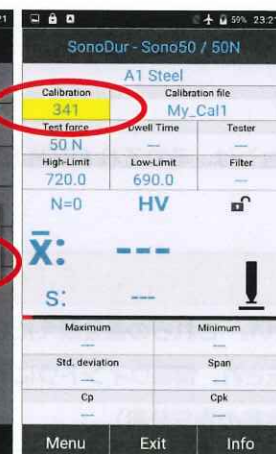 21
59% 23:21
SonoDur - Sono50 / 50N
A1 Steel
Calibration Calibration file
341 My_Cal1
Test force Dwell Time Tester
50 N --- ---
High-Limit Low-Limit Filter
720.0 690.0 ---
N=0 HV
x̄: ---
s: ---
Maximum Minimum
--- ---
Std. deviation Span
--- ---
Cp Cpk
--- ---
Menu Exit Info